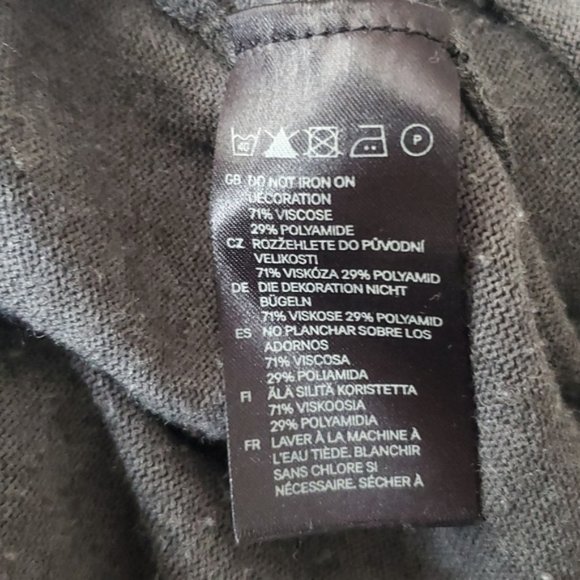 40 P
GB DO NOT IRON ON
DECORATION
71% VISCOSE
29% POLYAMIDE
CZ ROZŽEHLETE DO PŮVODNÍ
VELIKOSTI
71% VISKÓZA 29% POLYAMID
DE DIE DEKORATION NICHT
BÜGELN
71% VISKOSE 29% POLYAMID
ES NO PLANCHAR SOBRE LOS
ADORNOS
71% VISCOSA
29% POLIAMIDA
FI ÄLÄ SILITÄ KORISTETTA
71% VISKOOSIA
29% POLYAMIDIA
FR LAVER À LA MACHINE À
L'EAU TIÈDE. BLANCHIR
SANS CHLORE SI
NÉCESSAIRE. SÉCHER À